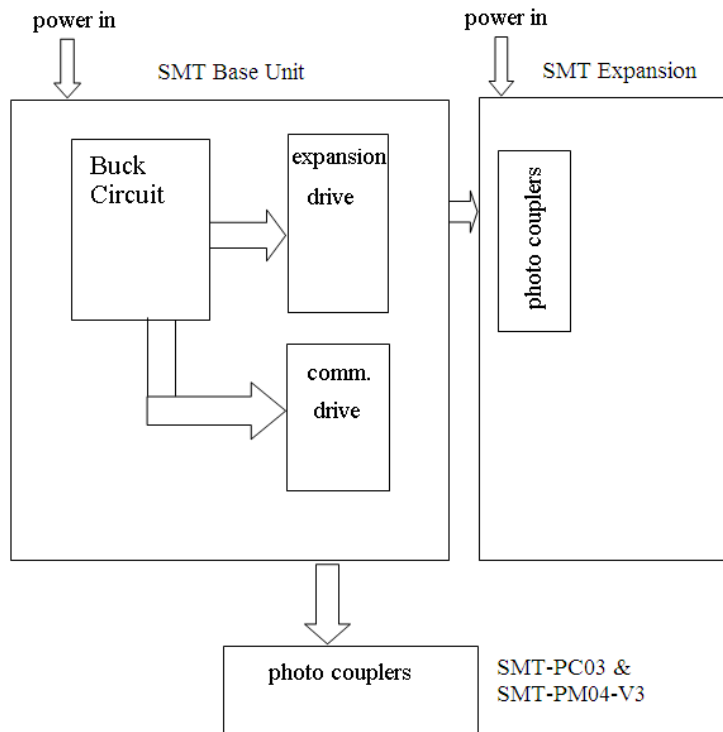 power in
power in
SMT Base Unit
SMT Expansion
Buck
Circuit
expansion
drive
photo couplers
comm.
drive
photo couplers
SMT-PC03 &
SMT-PM04-V3